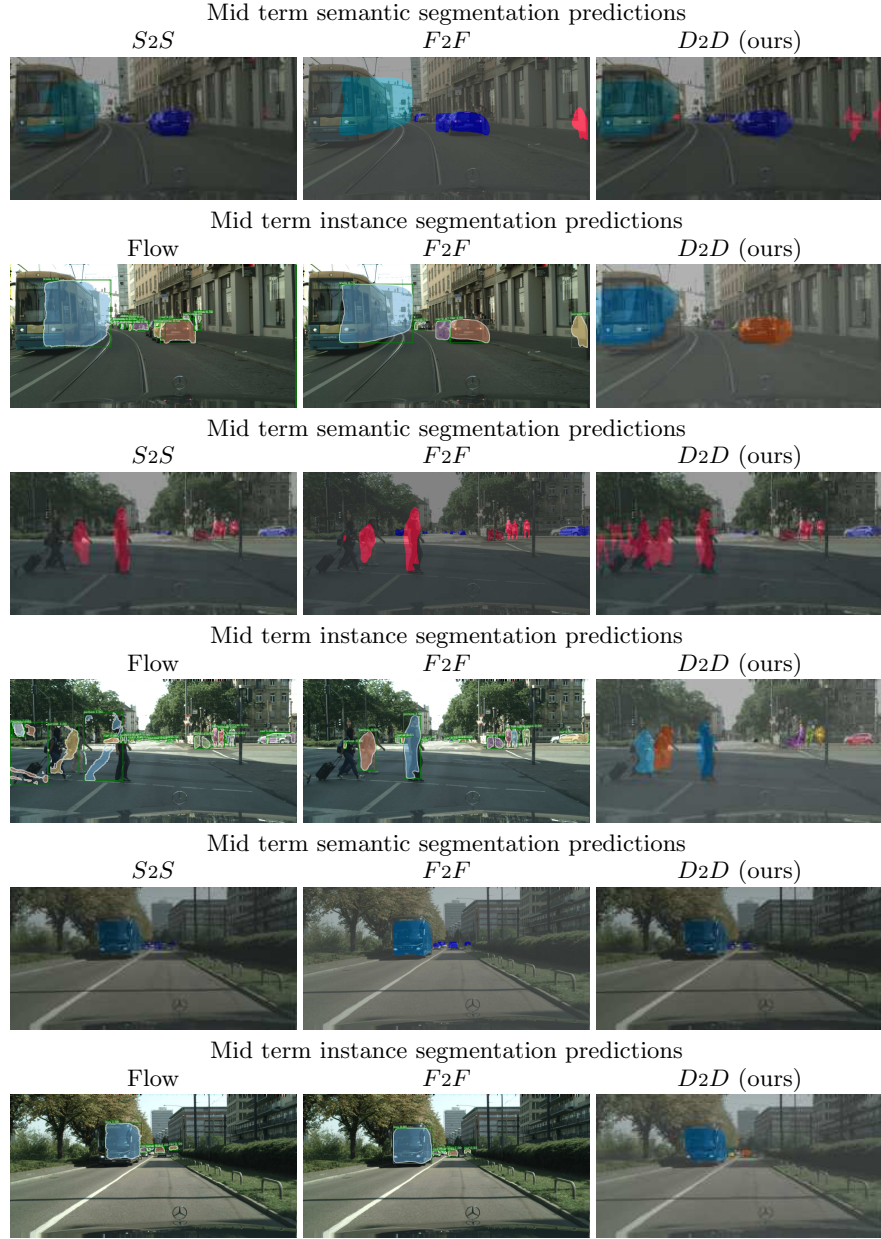 Mid term semantic segmentation predictions
S2S F2F D2D (ours)
Mid term instance segmentation predictions
Flow F2F D2D (ours)
Mid term semantic segmentation predictions
S2S F2F D2D (ours)
Mid term instance segmentation predictions
Flow F2F D2D (ours)
Mid term semantic segmentation predictions
S2S F2F D2D (ours)
Mid term instance segmentation predictions
Flow F2F D2D (ours)